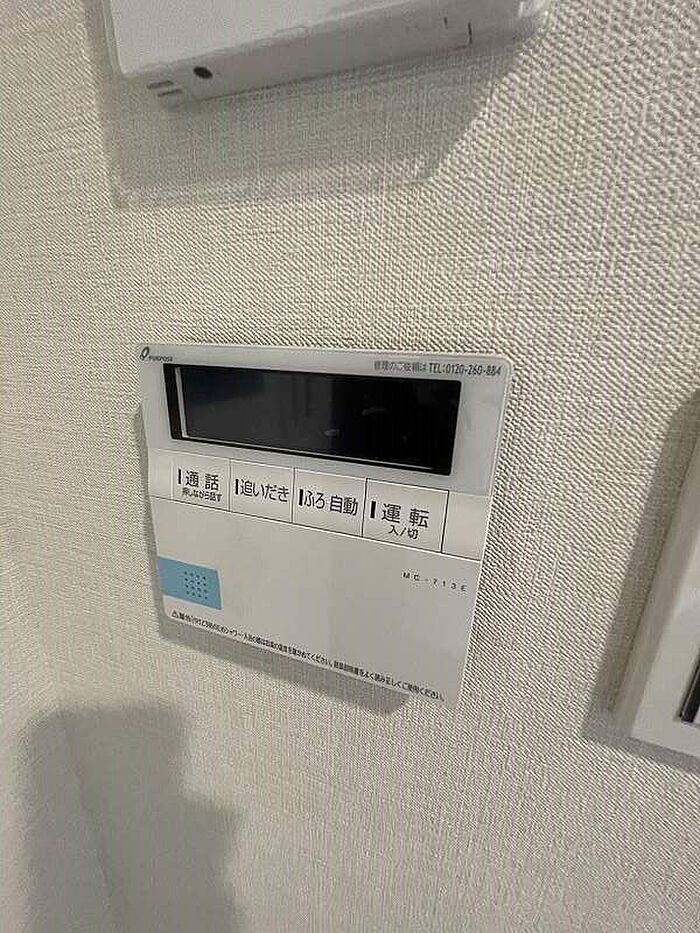 PURPOSE
修理のご依頼は TEL:0120-260-884
通話
押しながら話す
追いだき
ふろ自動
運転
入/切
MC-713E